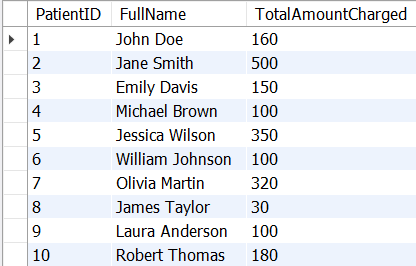 PatientID FullName TotalAmountCharged
1 John Doe 160
2 Jane Smith 500
3 Emily Davis 150
4 Michael Brown 100
5 Jessica Wilson 350
6 William Johnson 100
7 Olivia Martin 320
8 James Taylor 30
9 Laura Anderson 100
10 Robert Thomas 180